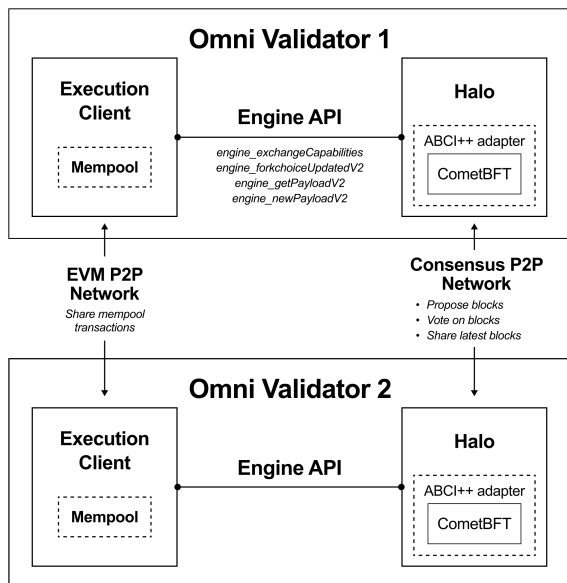 Omni Validator 1
Execution
Client
Mempool
Engine API
engine_exchangeCapabilities
engine_forkchoiceUpdatedV2
engine_getPayloadV2
engine_newPayloadV2
Halo
ABCI++ adapter
CometBFT
EVM P2P
Network
Share mempool
transactions
Consensus P2P
Network
• Propose blocks
• Vote on blocks
• Share latest blocks
Omni Validator 2
Execution
Client
Mempool
Engine API
Halo
ABCI++ adapter
CometBFT